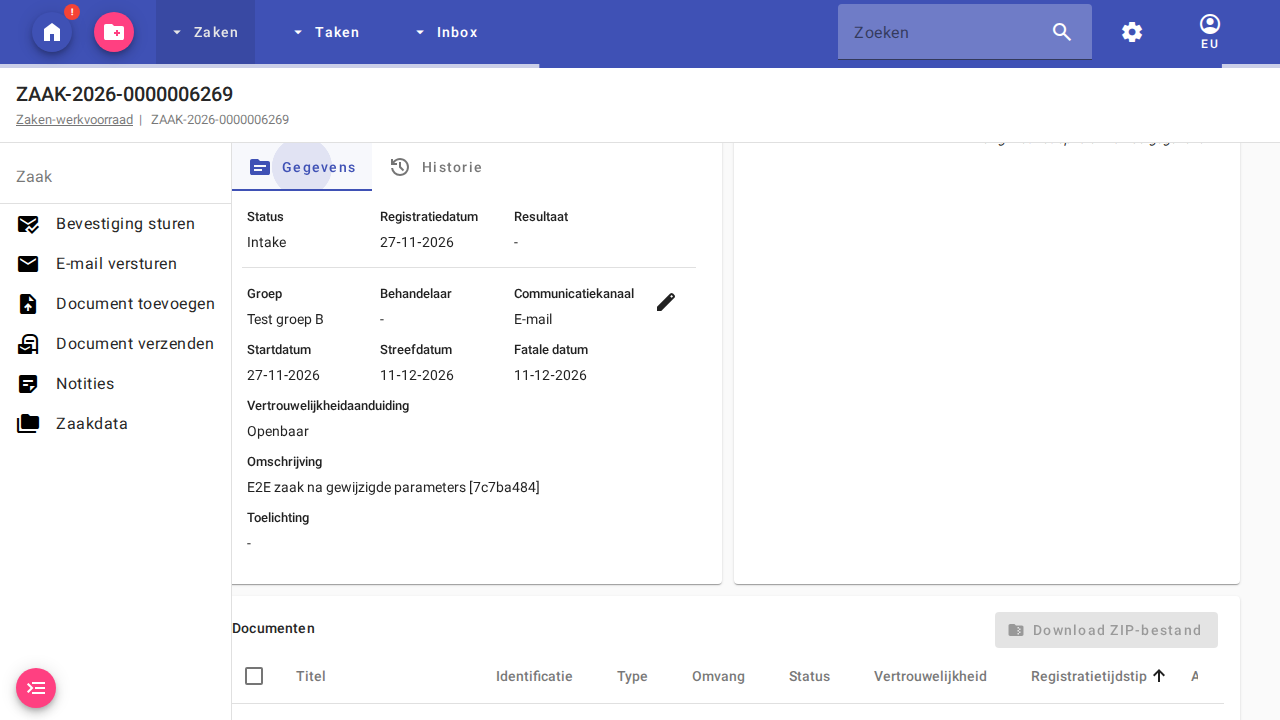 !
Zaken
Taken
Inbox
Zoeken
EU
ZAAK-2026-0000006269
Zaken-werkvoorraad | ZAAK-2026-0000006269
Zaak
Bevestiging sturen
E-mail versturen
Document toevoegen
Document verzenden
Notities
Zaakdata
Gegevens
Historie
Status Registratiedatum Resultaat
Intake 27-11-2026 -
Groep Behandelaar Communicatiekanaal
Test groep B - E-mail
Startdatum Streefdatum Fatale datum
27-11-2026 11-12-2026 11-12-2026
Vertrouwelijkheidaanduiding
Openbaar
Omschrijving
E2E zaak na gewijzigde parameters [7c7ba484]
Toelichting
-
Documenten
Download ZIP-bestand
Titel Identificatie Type Omvang Status Vertrouwelijkheid Registratietijdstip